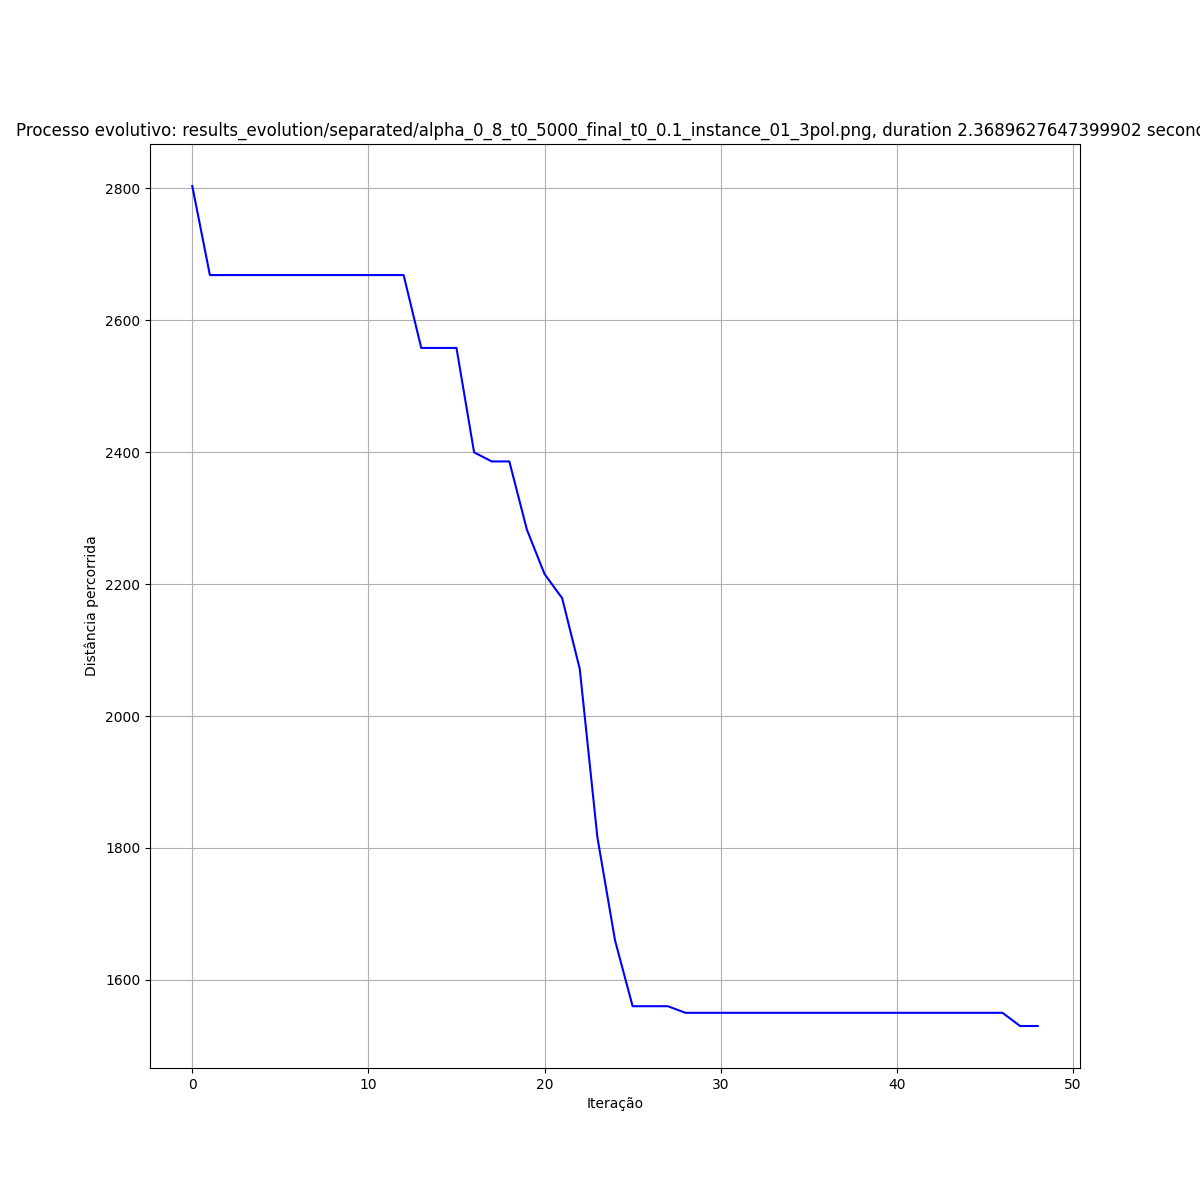 Processo evolutivo: results_evolution/separated/alpha_0_8_t0_5000_final_t0_0.1_instance_01_3pol.png, duration 2.3689627647399902 secon
2800
2600
2400
2200
2000
1800
1600
Distância percorrida
0 10 20 30 40 50
Iteração